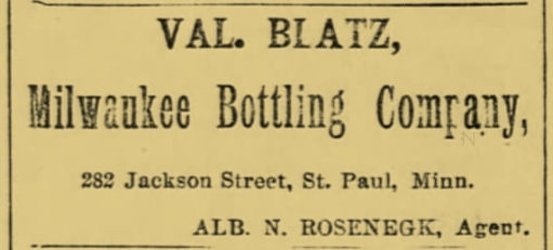 VAL. BLATZ,
Milwaukee Bottling Company,
282 Jackson Street, St. Paul, Minn.
ALB. N. ROSENEGK, Agent.